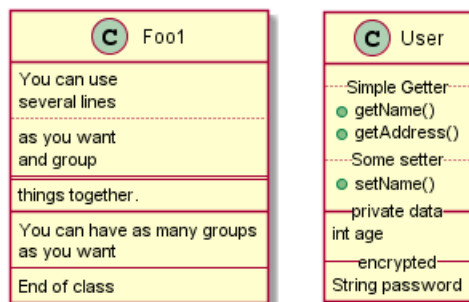 C Foo1
You can use
several lines
as you want
and group
things together.
You can have as many groups
as you want
End of class
C User
Simple Getter
getName()
getAddress()
Some setter
setName()
private data
int age
encrypted
String password